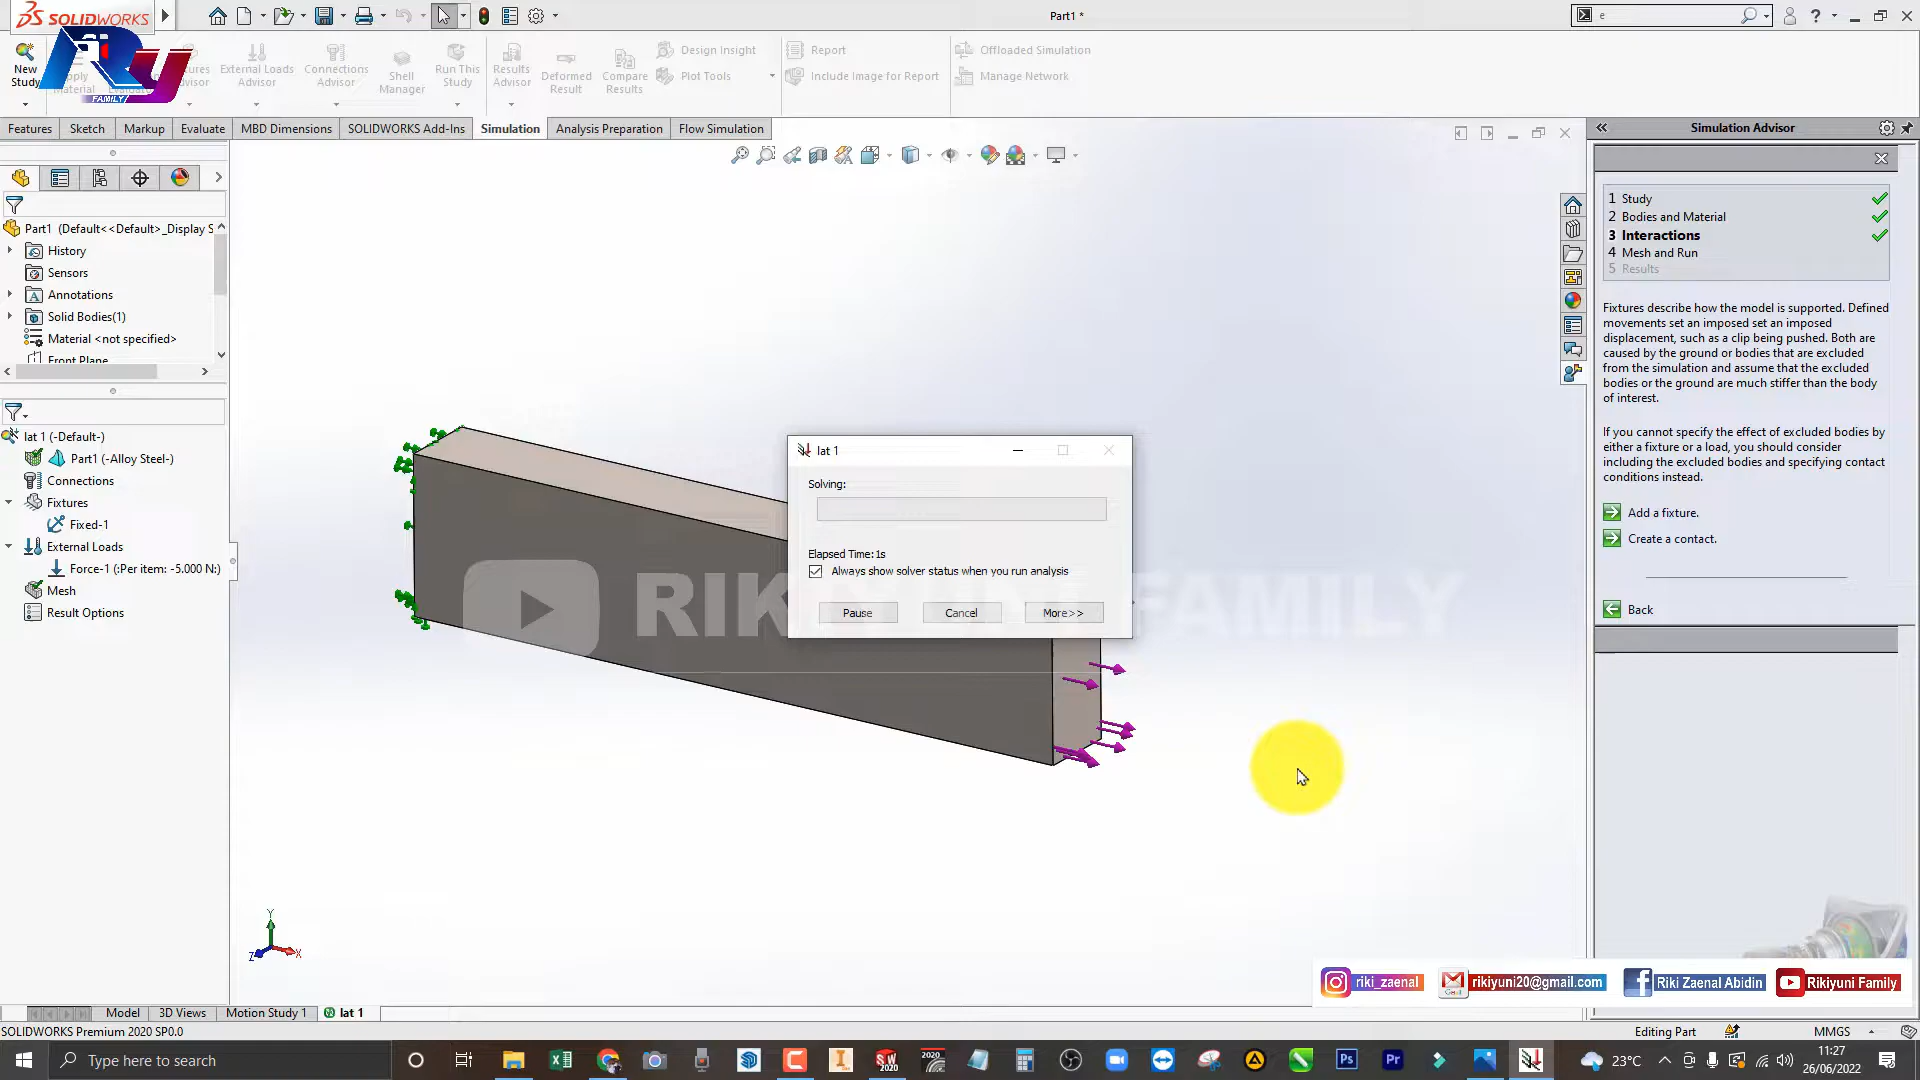 SOLIDWORKS
Part1 *
e
New Study
FAMILY
External Loads Advisor
Connections Advisor
Shell Manager
Run This Study
Results Advisor
Deformed Result
Compare Results
Design Insight
Plot Tools
Report
Include Image for Report
Offloaded Simulation
Manage Network
Features
Sketch
Markup
Evaluate
MBD Dimensions
SOLIDWORKS Add-Ins
Simulation
Analysis Preparation
Flow Simulation
Part1 (Default<<Default>_Display S
History
Sensors
Annotations
Solid Bodies(1)
Material <not specified>
Front Plane
lat 1 (-Default-)
Part1 (-Alloy Steel-)
Connections
Fixtures
Fixed-1
External Loads
Force-1 (:Per item: -5.000 N:)
Mesh
Result Options
lat 1
Solving:
Elapsed Time: 1s
Always show solver status when you run analysis
Pause
Cancel
More>>
Y
Z
X
Simulation Advisor
1 Study
2 Bodies and Material
3 Interactions
4 Mesh and Run
5 Results
Fixtures describe how the model is supported. Defined
movements set an imposed set an imposed
displacement, such as a clip being pushed. Both are
caused by the ground or bodies that are excluded
from the simulation and assume that the excluded
bodies or the ground are much stiffer than the body
of interest.
If you cannot specify the effect of excluded bodies by
either a fixture or a load, you should consider
including the excluded bodies and specifying contact
conditions instead.
Add a fixture.
Create a contact.
Back
riki_zaenal
rikiyuni20@gmail.com
Riki Zaenal Abidin
Rikiyuni Family
Model
3D Views
Motion Study 1
lat 1
SOLIDWORKS Premium 2020 SP0.0
Editing Part
MMGS
Type here to search
23°C
11:27
26/06/2022